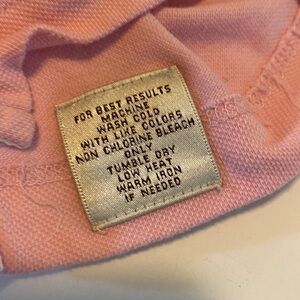 FOR BEST RESULTS
MACHINE
WASH COLD
WITH LIKE COLORS
NON CHLORINE BLEACH
ONLY
TUMBLE DRY
LOW HEAT
WARM IRON
IF NEEDED